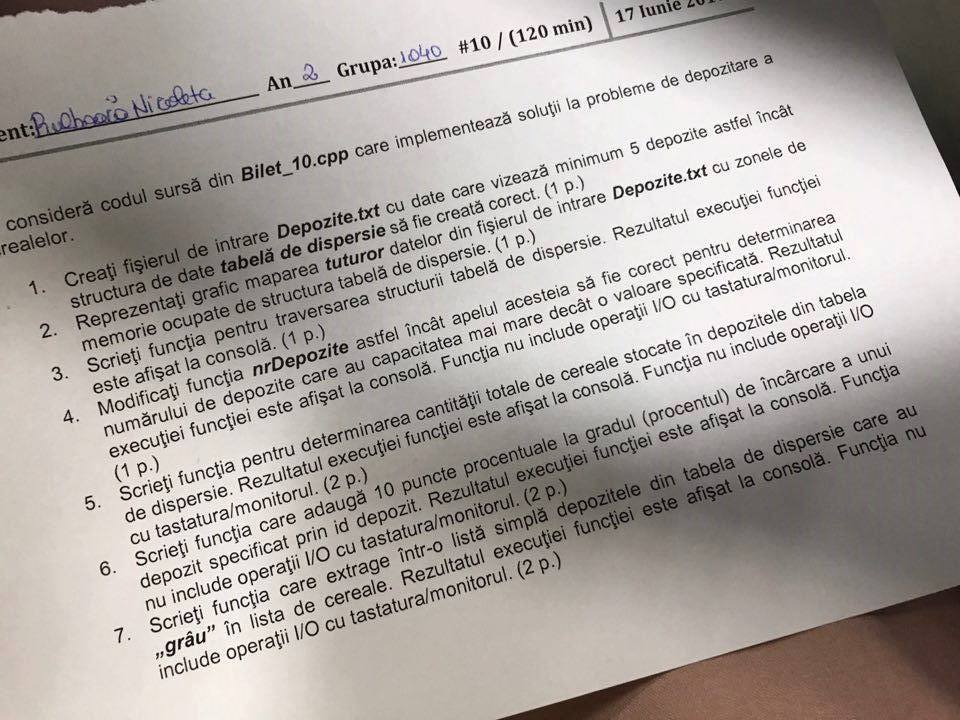 ent: Nicoleta An 2 Grupa: 1040 #10 / (120 min) 17 Iunie
consideră codul sursă din Bilet_10.cpp care implementează soluții la probleme de depozitare a
realelor.
1. Creați fișierul de intrare Depozite.txt cu date care vizează minimum 5 depozite astfel încât
structura de date tabelă de dispersie să fie creată corect. (1 p.)
2. Reprezentați grafic maparea tuturor datelor din fișierul de intrare Depozite.txt cu zonele de
memorie ocupate de structura tabelă de dispersie. (1 p.)
3. Scrieți funcția pentru traversarea structurii tabelă de dispersie. Rezultatul execuției funcției
este afișat la consolă. (1 p.)
4. Modificați funcția nrDepozite astfel încât apelul acesteia să fie corect pentru determinarea
numărului de depozite care au capacitatea mai mare decât o valoare specificată. Rezultatul
execuției funcției este afișat la consolă. Funcția nu include operații I/O cu tastatura/monitorul.
(1 p.)
5. Scrieți funcția pentru determinarea cantității totale de cereale stocate în depozitele din tabela
de dispersie. Rezultatul execuției funcției este afișat la consolă. Funcția nu include operații I/O
cu tastatura/monitorul. (2 p.)
6. Scrieți funcția care adaugă 10 puncte procentuale la gradul (procentul) de încărcare a unui
depozit specificat prin id depozit. Rezultatul execuției funcției este afișat la consolă. Funcția
nu include operații I/O cu tastatura/monitorul. (2 p.)
7. Scrieți funcția care extrage într-o listă simplă depozitele din tabela de dispersie care au
„grâu” în lista de cereale. Rezultatul execuției funcției este afișat la consolă. Funcția nu
include operații I/O cu tastatura/monitorul. (2 p.)